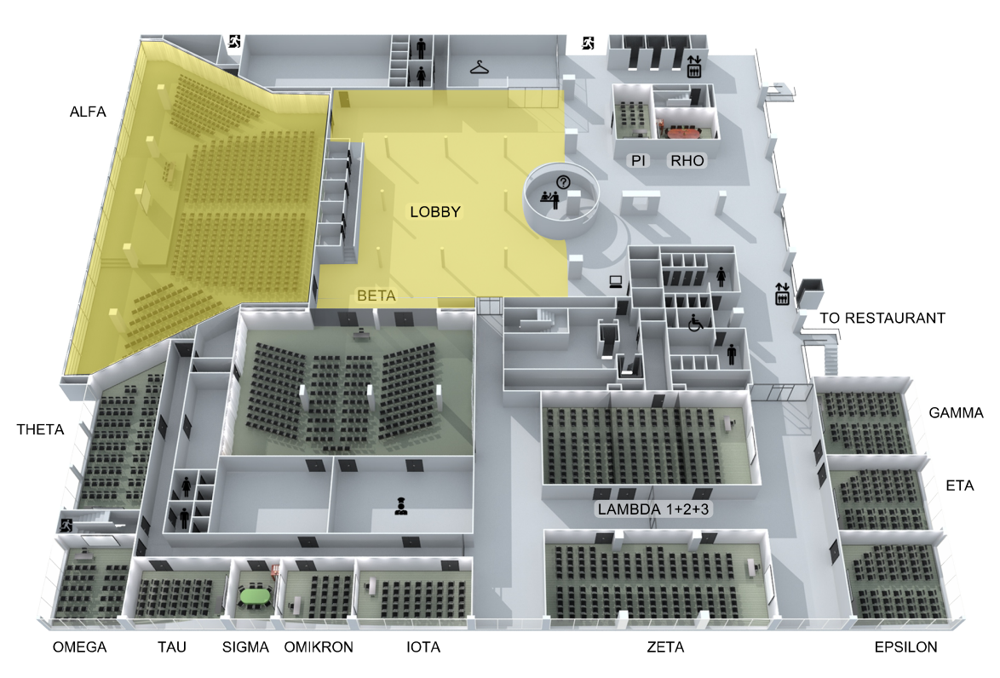 ALFA
PI
RHO
LOBBY
BETA
TO RESTAURANT
THETA
GAMMA
ETA
LAMBDA 1+2+3
OMEGA
TAU
SIGMA
OMIKRON
IOTA
ZETA
EPSILON